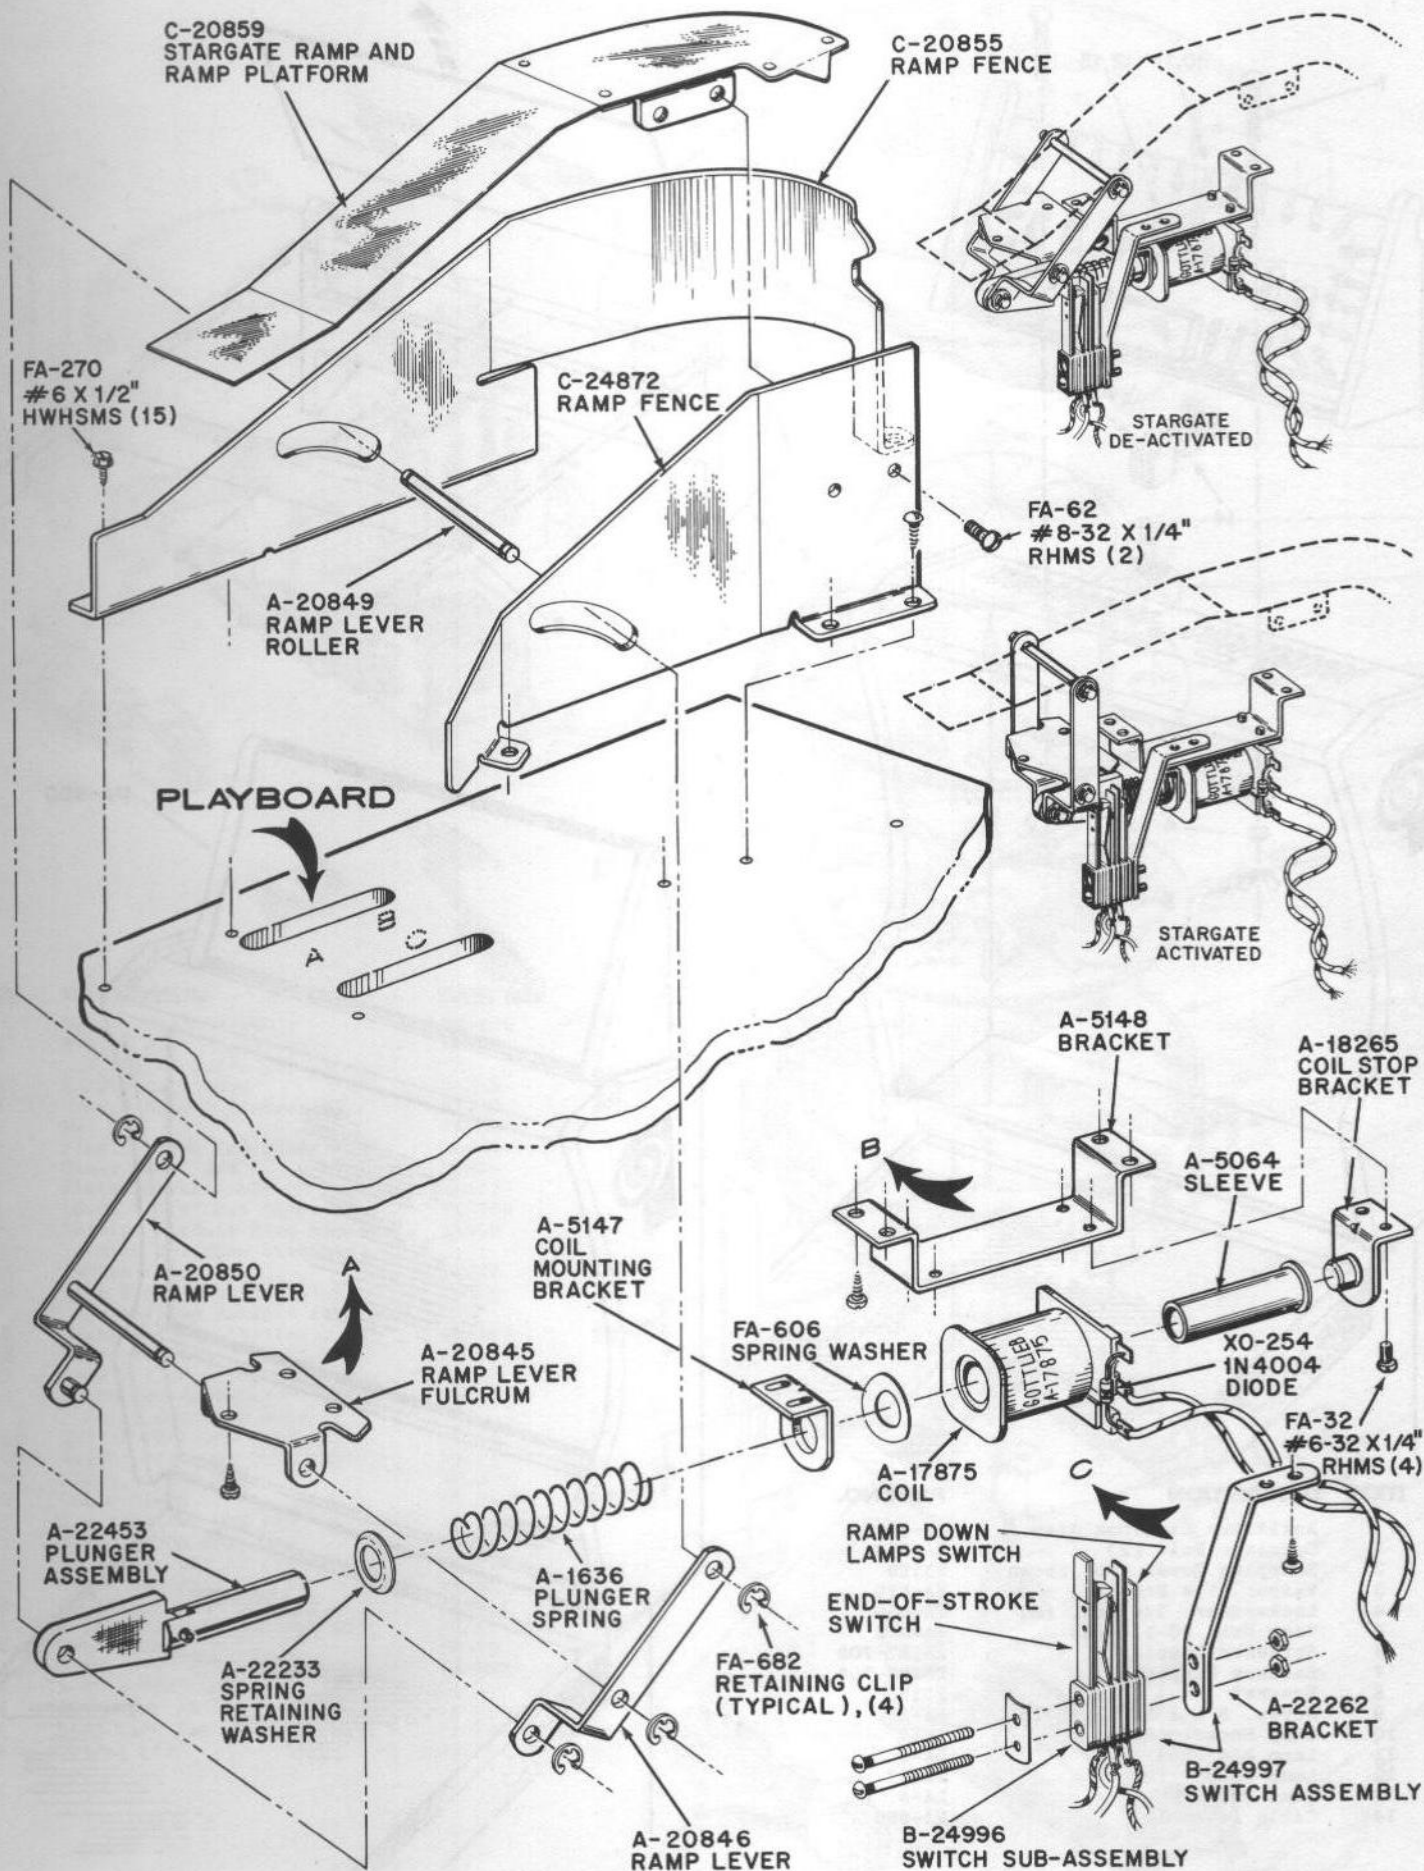 C-20859
STARGATE RAMP AND
RAMP PLATFORM
C-20855
RAMP FENCE
FA-270
#6 X 1/2"
HWHSMS (15)
C-24872
RAMP FENCE
STARGATE
DE-ACTIVATED
GOTTLIEB
A-17875
FA-62
#8-32 X 1/4"
RHMS (2)
A-20849
RAMP LEVER
ROLLER
PLAYBOARD
A
B
C
GOTTLIEB
A-17875
STARGATE
ACTIVATED
A-5148
BRACKET
A-18265
COIL STOP
BRACKET
B
A-5064
SLEEVE
A-5147
COIL
MOUNTING
BRACKET
A-20850
RAMP LEVER
A
FA-606
SPRING WASHER
GOTTLIEB
A-17875
XO-254
1N4004
DIODE
A-20845
RAMP LEVER
FULCRUM
FA-32
#6-32 X 1/4"
RHMS (4)
A-17875
COIL
C
A-22453
PLUNGER
ASSEMBLY
RAMP DOWN
LAMPS SWITCH
A-1636
PLUNGER
SPRING
END-OF-STROKE
SWITCH
A-22233
SPRING
RETAINING
WASHER
FA-682
RETAINING CLIP
(TYPICAL), (4)
A-22262
BRACKET
B-24997
SWITCH ASSEMBLY
A-20846
RAMP LEVER
B-24996
SWITCH SUB-ASSEMBLY